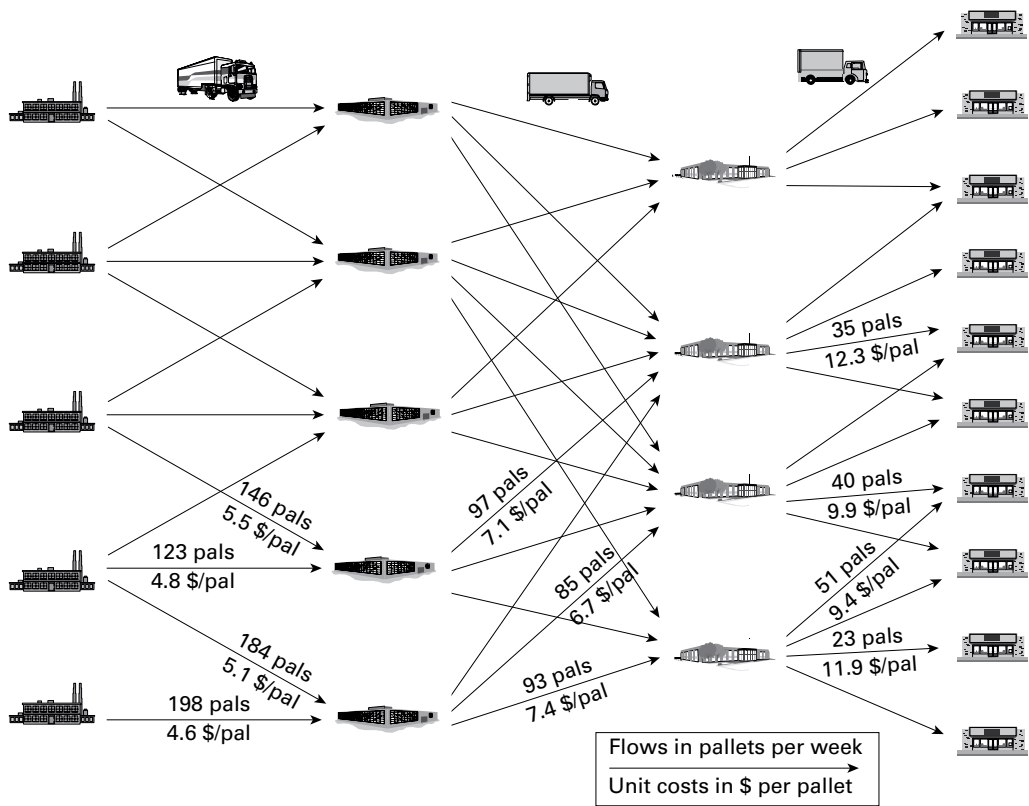 35 pals
12.3 $/pal
146 pals
5.5 $/pal
97 pals
7.1 $/pal
40 pals
9.9 $/pal
123 pals
4.8 $/pal
85 pals
6.7 $/pal
51 pals
9.4 $/pal
184 pals
5.1 $/pal
23 pals
11.9 $/pal
93 pals
7.4 $/pal
198 pals
4.6 $/pal
Flows in pallets per week
Unit costs in $ per pallet